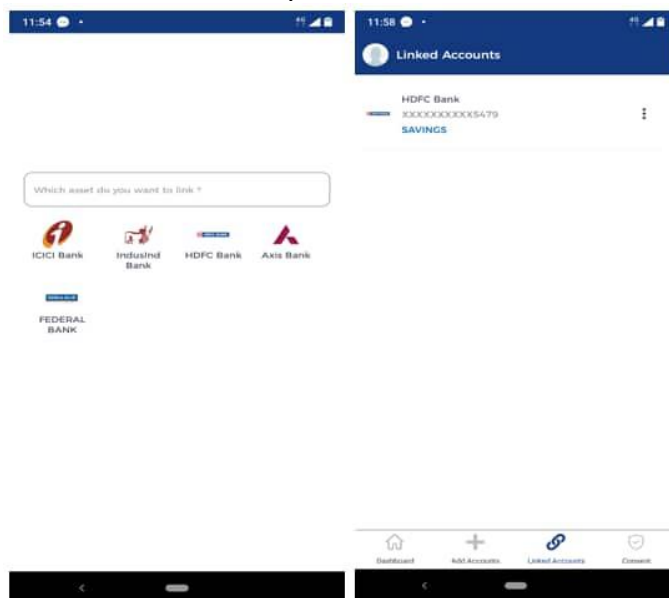 11:54
Which asset do you want to link ?
ICICI Bank
IndusInd
Bank
HDFC Bank
Axis Bank
FEDERAL
BANK
11:58
Linked Accounts
HDFC Bank
XXXXXXXXXX5479
SAVINGS
Dashboard
Add Accounts
Linked Accounts
Consent